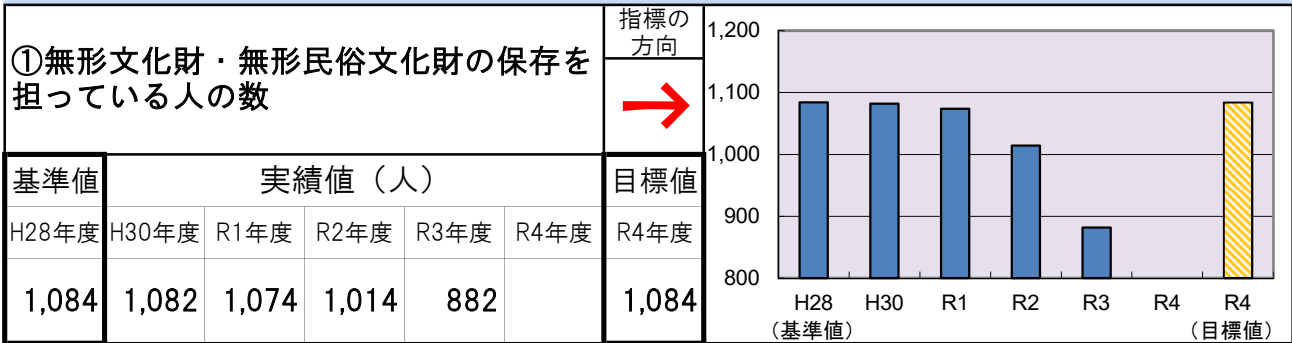 ①無形文化財・無形民俗文化財の保存を
担っている人の数
指標の
方向
→
基準値 実績値（人） 目標値
H28年度 H30年度 R1年度 R2年度 R3年度 R4年度 R4年度
1,084 1,082 1,074 1,014 882 1,084
1,200
1,100
1,000
900
800
H28 H30 R1 R2 R3 R4 R4
（基準値） （目標値）